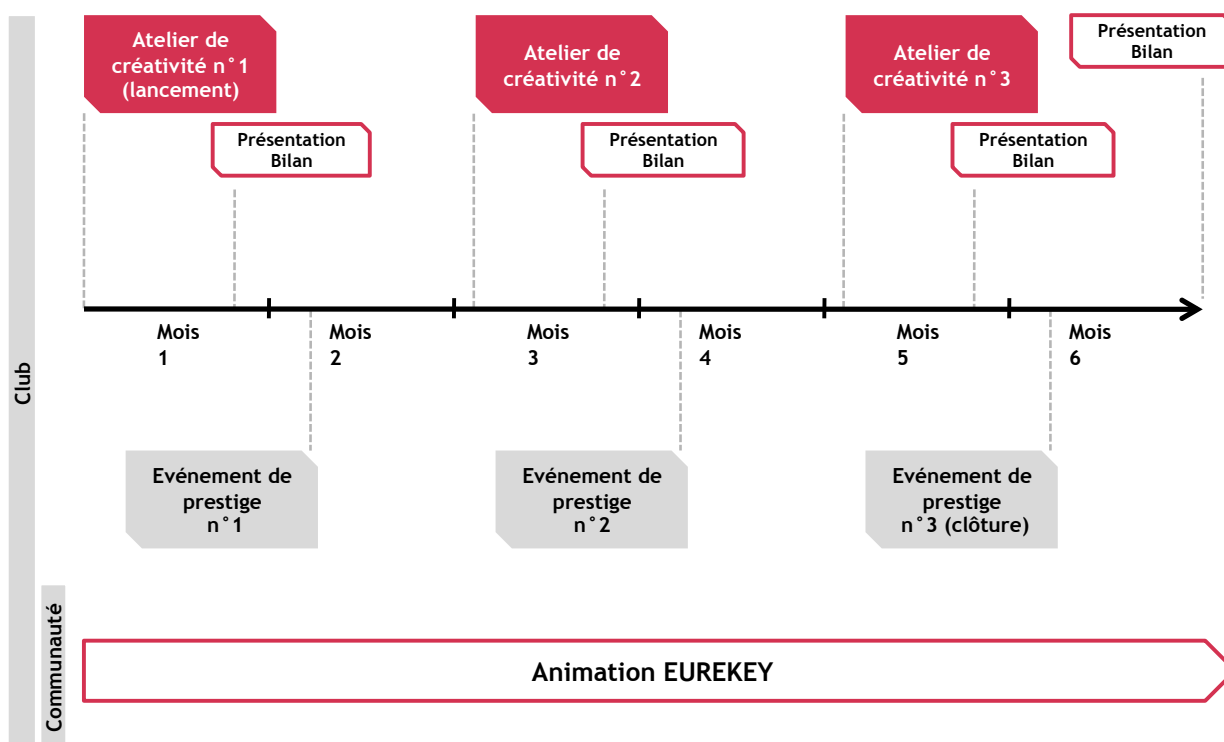 Atelier de
créativité n°1
(lancement)
Atelier de
créativité n°2
Atelier de
créativité n°3
Présentation
Bilan
Présentation
Bilan
Présentation
Bilan
Présentation
Bilan
Mois
1
Mois
2
Mois
3
Mois
4
Mois
5
Mois
6
Club
Evénement de
prestige
n°1
Evénement de
prestige
n°2
Evénement de
prestige
n°3 (clôture)
Communauté
Animation EUREKEY